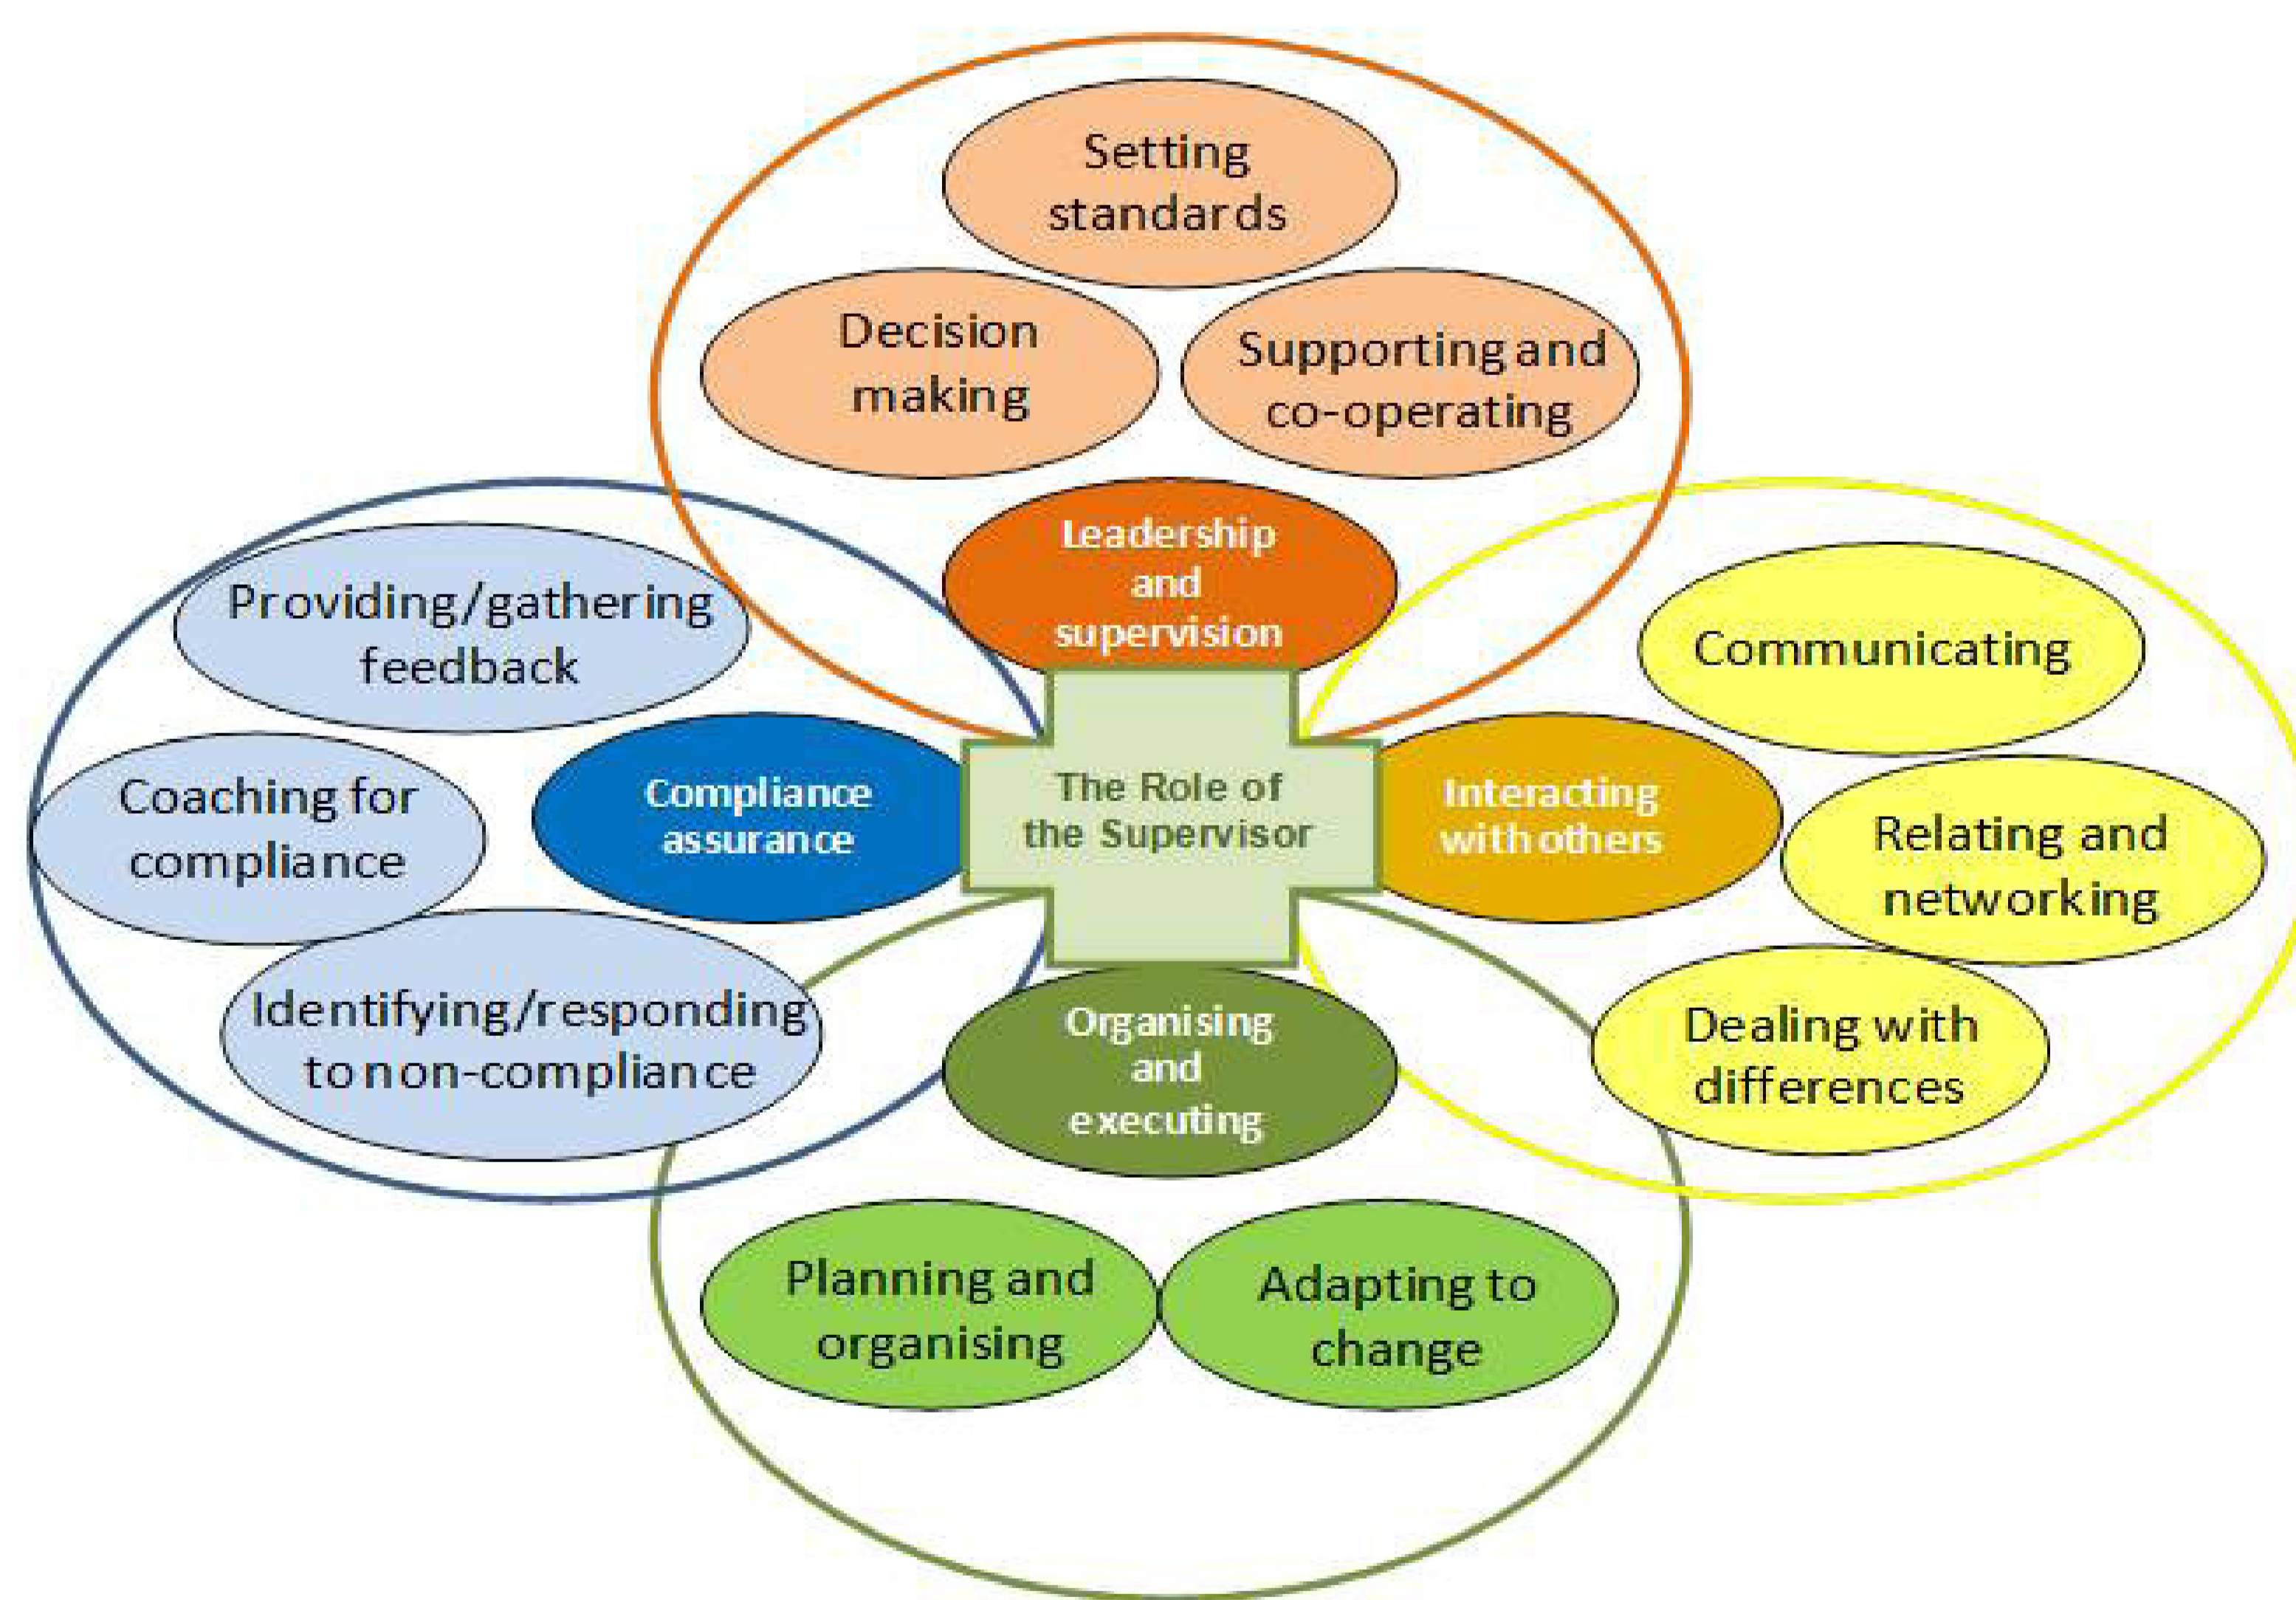 Setting
standards
Decision
making
Supporting and
co-operating
Leadership
and
supervision
Providing/gathering
feedback
Coaching for
compliance
Identifying/responding
to non-compliance
Compliance
assurance
The Role of
the Supervisor
Interacting
with others
Communicating
Relating and
networking
Dealing with
differences
Organising
and
executing
Planning and
organising
Adapting to
change